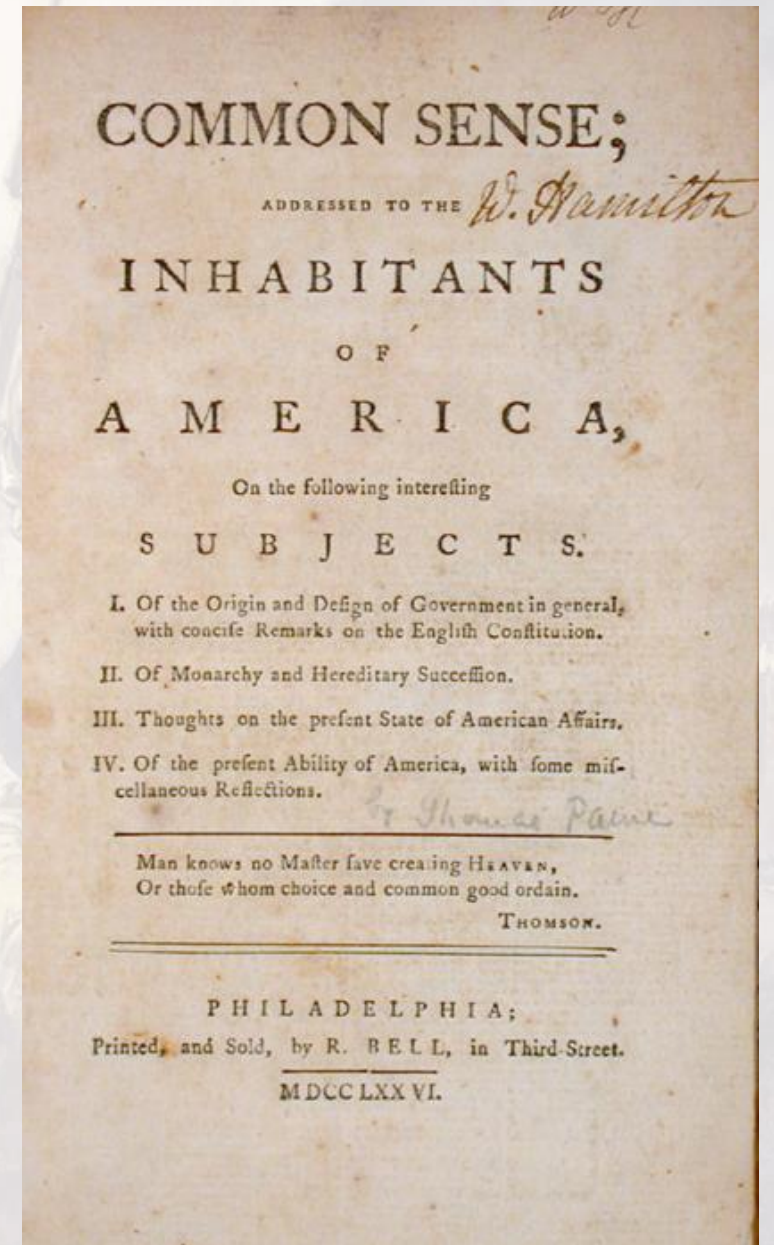 COMMON SENSE;
ADDRESSED TO THE W. Hamilton
INHABITANTS
OF
AMERICA,
On the following intereſting
SUBJECTS.
I. Of the Origin and Deſign of Government in general,
with conciſe Remarks on the Engliſh Conſtitution.
II. Of Monarchy and Hereditary Succeſſion.
III. Thoughts on the preſent State of American Affairs.
IV. Of the preſent Ability of America, with ſome miſ-
cellaneous Reflections.
by Thomas Paine
Man knows no Maſter ſave creating HEAVEN,
Or thoſe whom choice and common good ordain.
THOMSON.
PHILADELPHIA;
Printed, and Sold, by R. BELL, in Third-Street.
MDCCLXXVI.